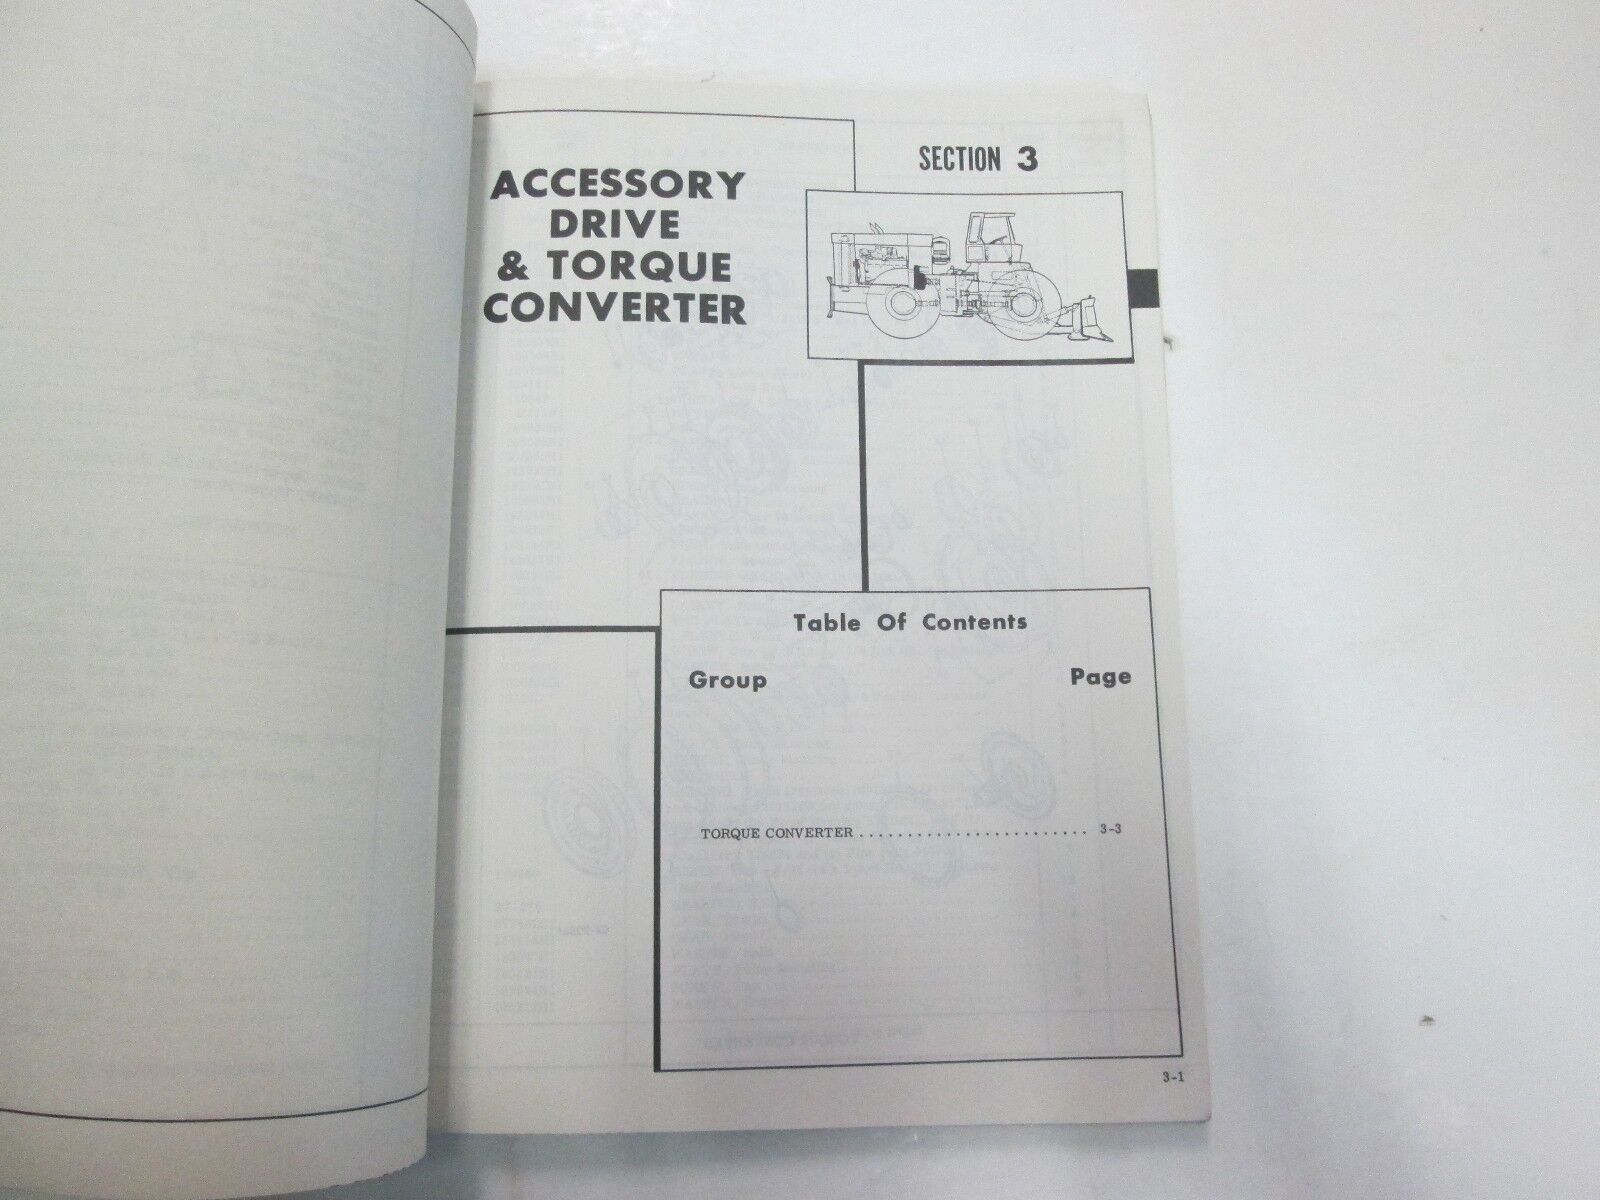 ACCESSORY
DRIVE
& TORQUE
CONVERTER
SECTION 3
Table Of Contents
Group Page
TORQUE CONVERTER ........................ 3-3
3-1